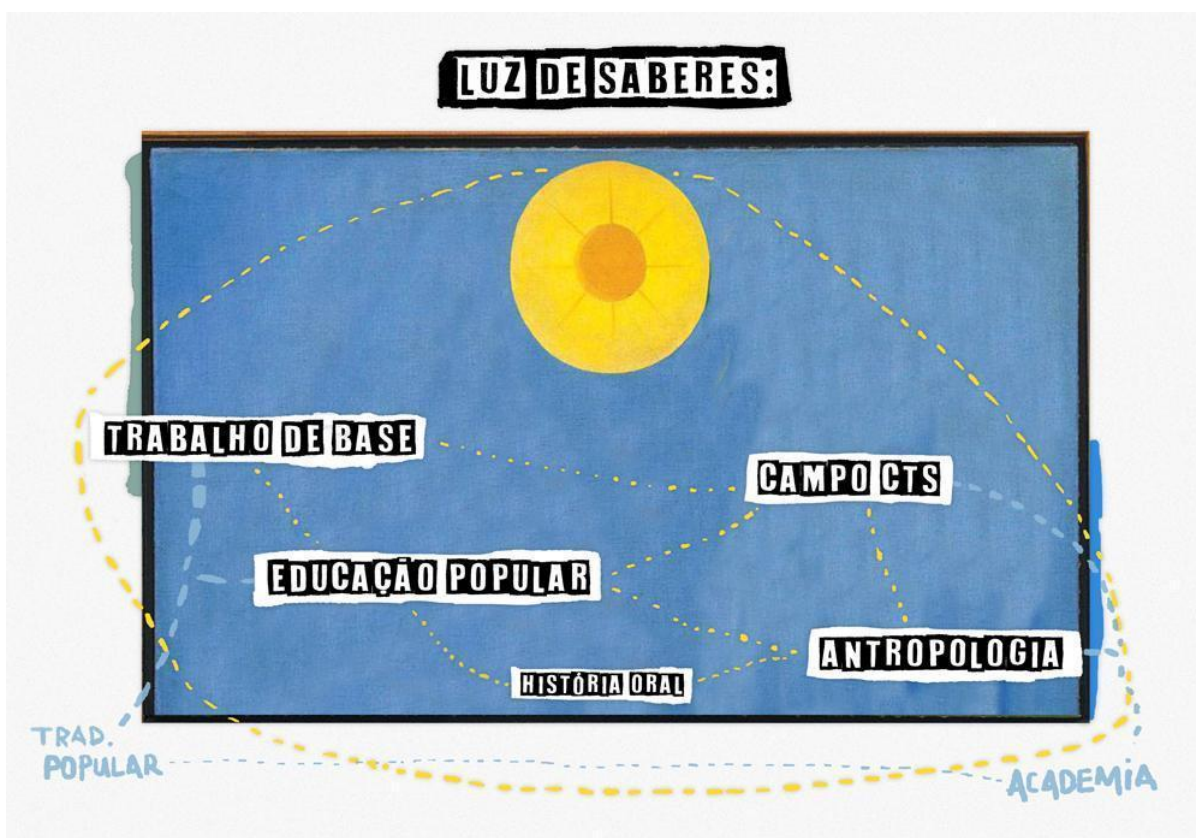 LUZ DE SABERES:
TRABALHO DE BASE
CAMPO CTS
EDUCAÇÃO POPULAR
ANTROPOLOGIA
HISTÓRIA ORAL
TRAD.
POPULAR
ACADEMIA